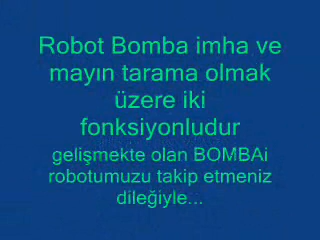 Robot Bomba imha ve
mayın tarama olmak
üzere iki
fonksiyonludur
gelişmekte olan BOMBAi
robotumuzu takip etmeniz
dileğiyle...